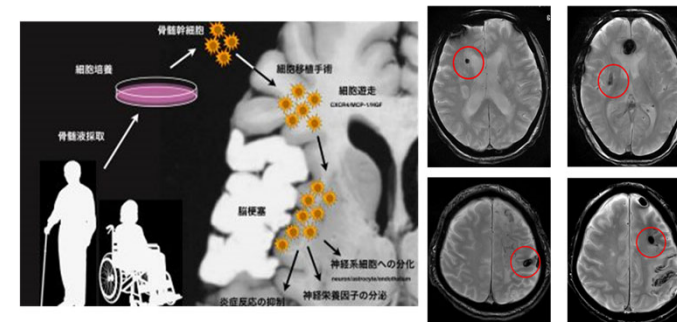 骨髄幹細胞
細胞培養
細胞移植手術
細胞遊走
CXCR4/MCP-1/HGF
骨髄液採取
脳梗塞
神経系細胞への分化
neuron/astrocyte/endothelium
神経栄養因子の分泌
炎症反応の抑制
6